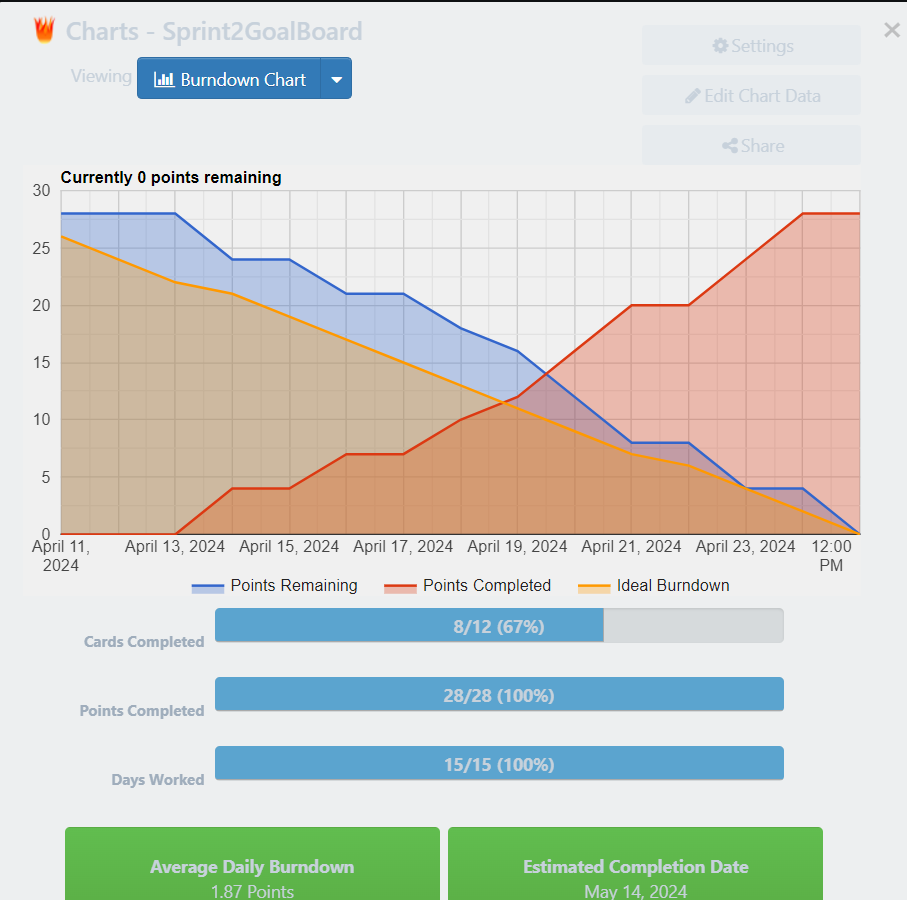 Charts - Sprint2GoalBoard
×
Settings
Viewing
Burndown Chart
Edit Chart Data
Share
Currently 0 points remaining
30
25
20
15
10
5
0
April 11, 2024
April 13, 2024
April 15, 2024
April 17, 2024
April 19, 2024
April 21, 2024
April 23, 2024
12:00 PM
Points Remaining
Points Completed
Ideal Burndown
Cards Completed
8/12 (67%)
Points Completed
28/28 (100%)
Days Worked
15/15 (100%)
Average Daily Burndown
1.87 Points
Estimated Completion Date
May 14, 2024